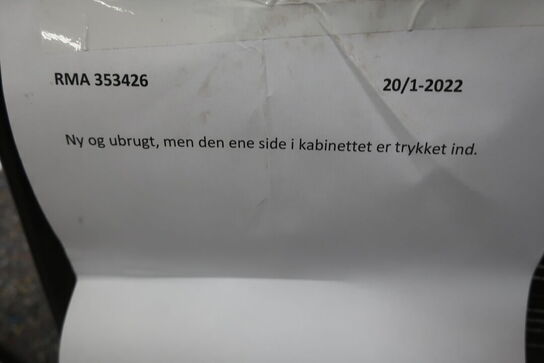 RMA 353426 20/1-2022
Ny og ubrugt, men den ene side i kabinettet er trykket ind.